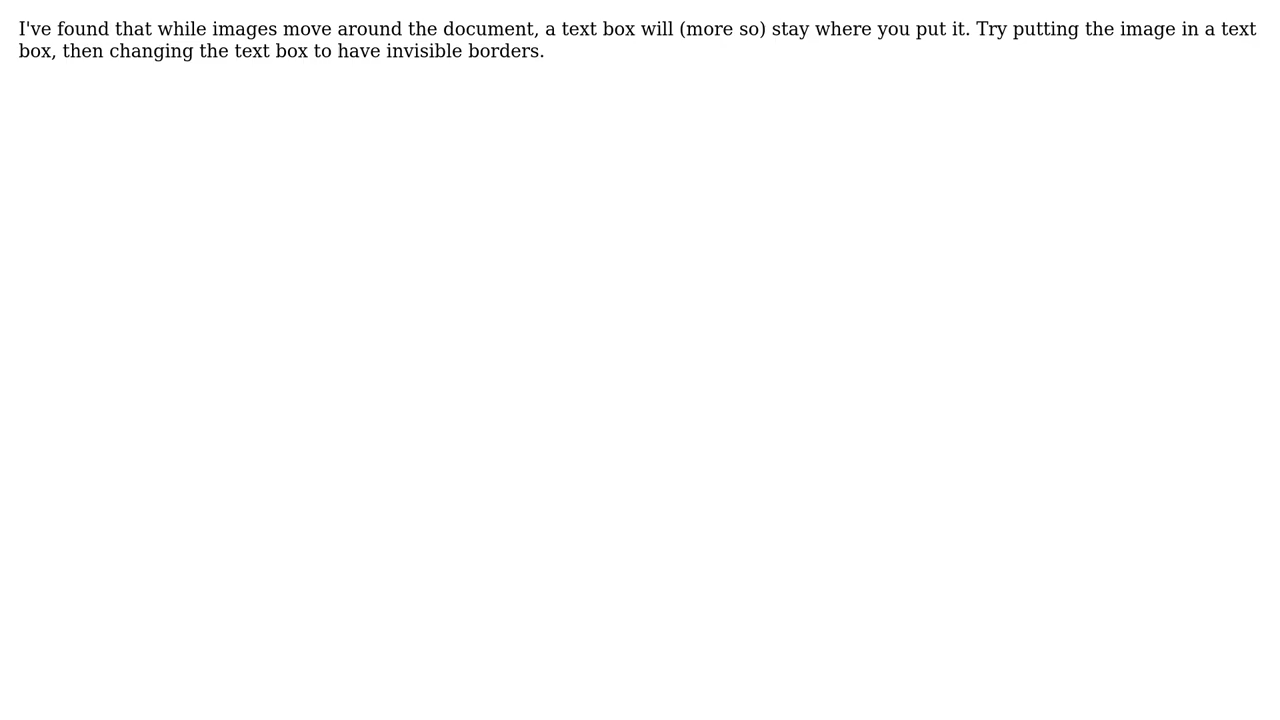 I've found that while images move around the document, a text box will (more so) stay where you put it. Try putting the image in a text
box, then changing the text box to have invisible borders.